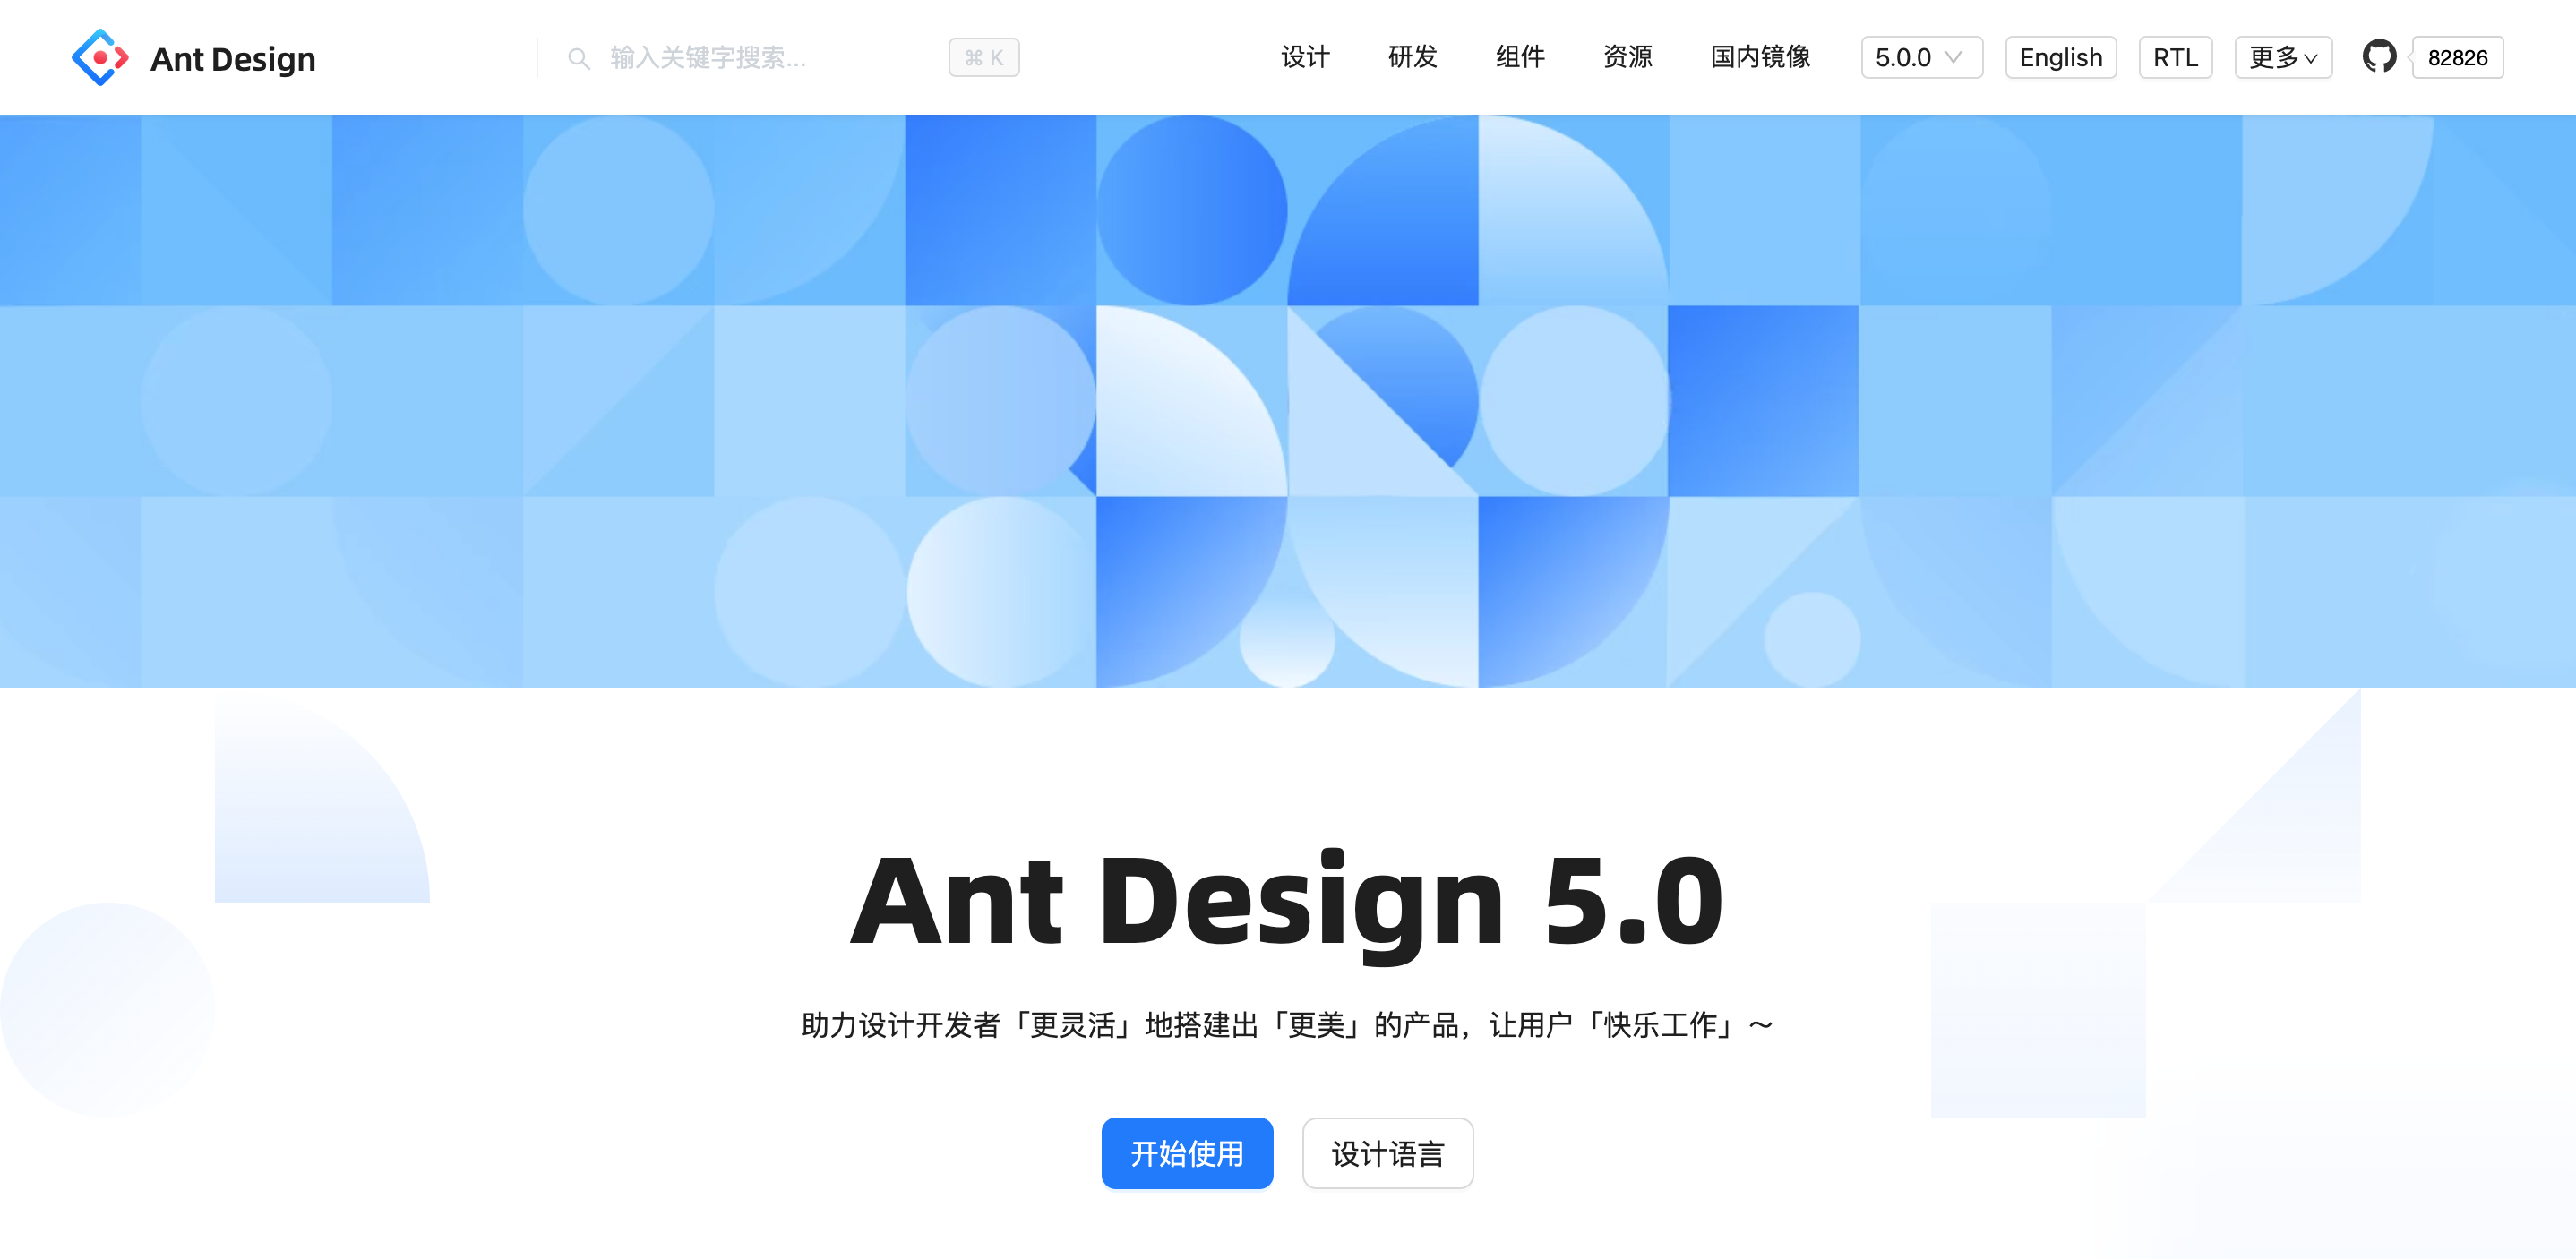 Ant Design 输入关键字搜索... ⌘ K 设计 研发 组件 资源 国内镜像 5.0.0 English RTL 更多 82826
Ant Design 5.0
助力设计开发者「更灵活」地搭建出「更美」的产品，让用户「快乐工作」～
开始使用 设计语言